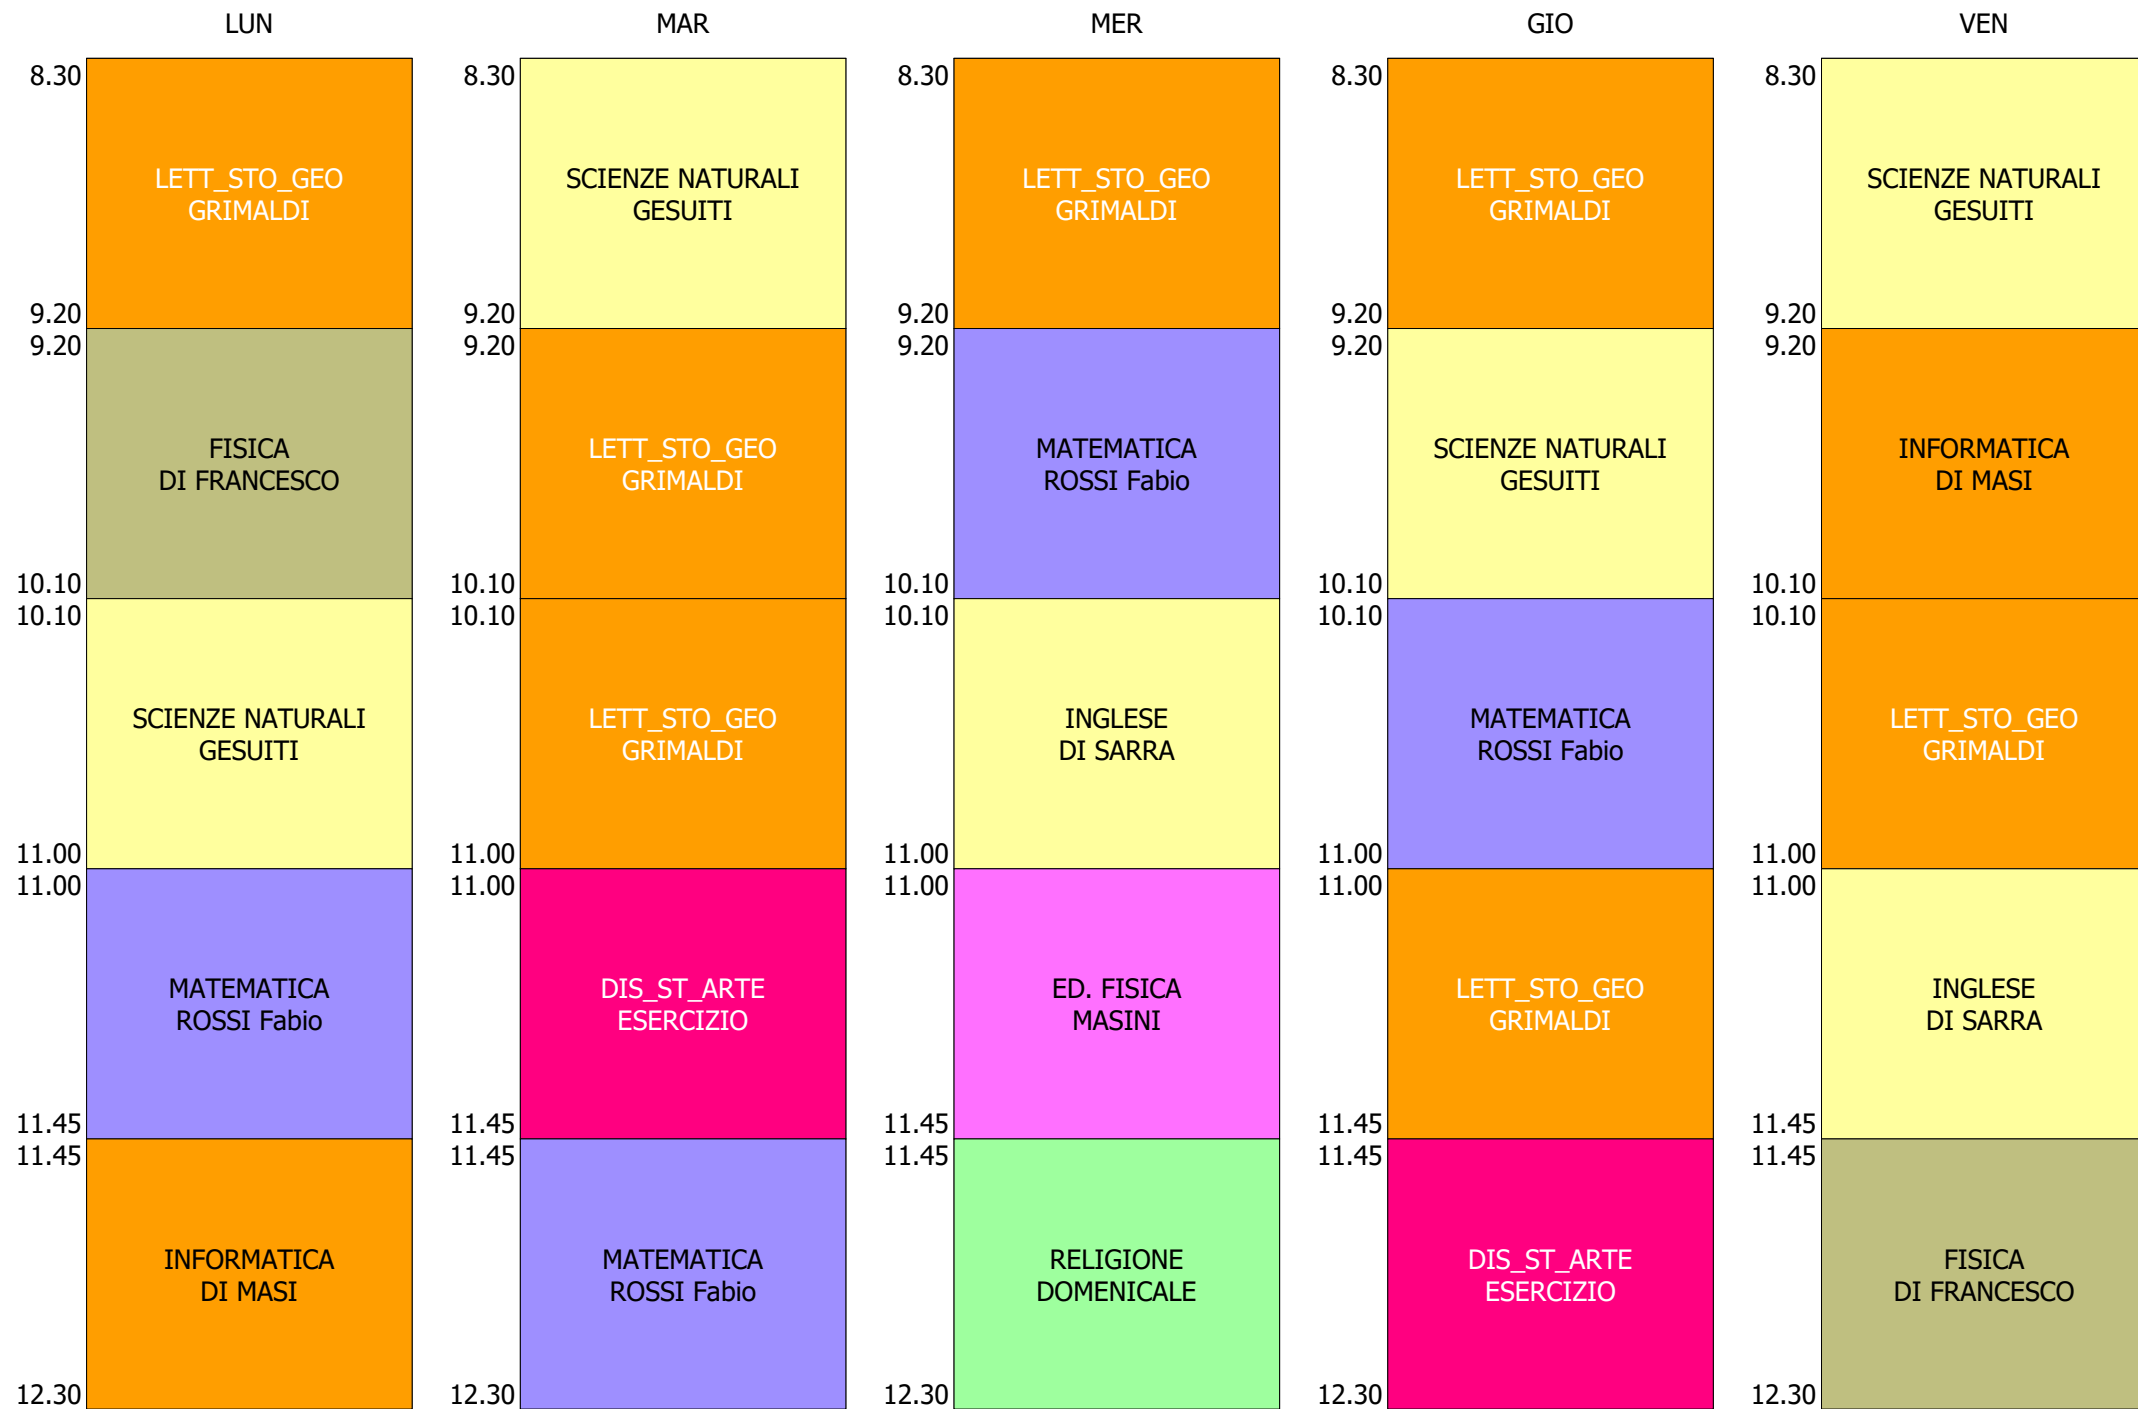 LUN
8.30
LETT_STO_GEO
GRIMALDI
9.20
9.20
FISICA
DI FRANCESCO
10.10
10.10
SCIENZE NATURALI
GESUITI
11.00
11.00
MATEMATICA
ROSSI Fabio
11.45
11.45
INFORMATICA
DI MASI
12.30
MAR
8.30
SCIENZE NATURALI
GESUITI
9.20
9.20
LETT_STO_GEO
GRIMALDI
10.10
10.10
LETT_STO_GEO
GRIMALDI
11.00
11.00
DIS_ST_ARTE
ESERCIZIO
11.45
11.45
MATEMATICA
ROSSI Fabio
12.30
MER
8.30
LETT_STO_GEO
GRIMALDI
9.20
9.20
MATEMATICA
ROSSI Fabio
10.10
10.10
INGLESE
DI SARRA
11.00
11.00
ED. FISICA
MASINI
11.45
11.45
RELIGIONE
DOMENICALE
12.30
GIO
8.30
LETT_STO_GEO
GRIMALDI
9.20
9.20
SCIENZE NATURALI
GESUITI
10.10
10.10
MATEMATICA
ROSSI Fabio
11.00
11.00
LETT_STO_GEO
GRIMALDI
11.45
11.45
DIS_ST_ARTE
ESERCIZIO
12.30
VEN
8.30
SCIENZE NATURALI
GESUITI
9.20
9.20
INFORMATICA
DI MASI
10.10
10.10
LETT_STO_GEO
GRIMALDI
11.00
11.00
INGLESE
DI SARRA
11.45
11.45
FISICA
DI FRANCESCO
12.30